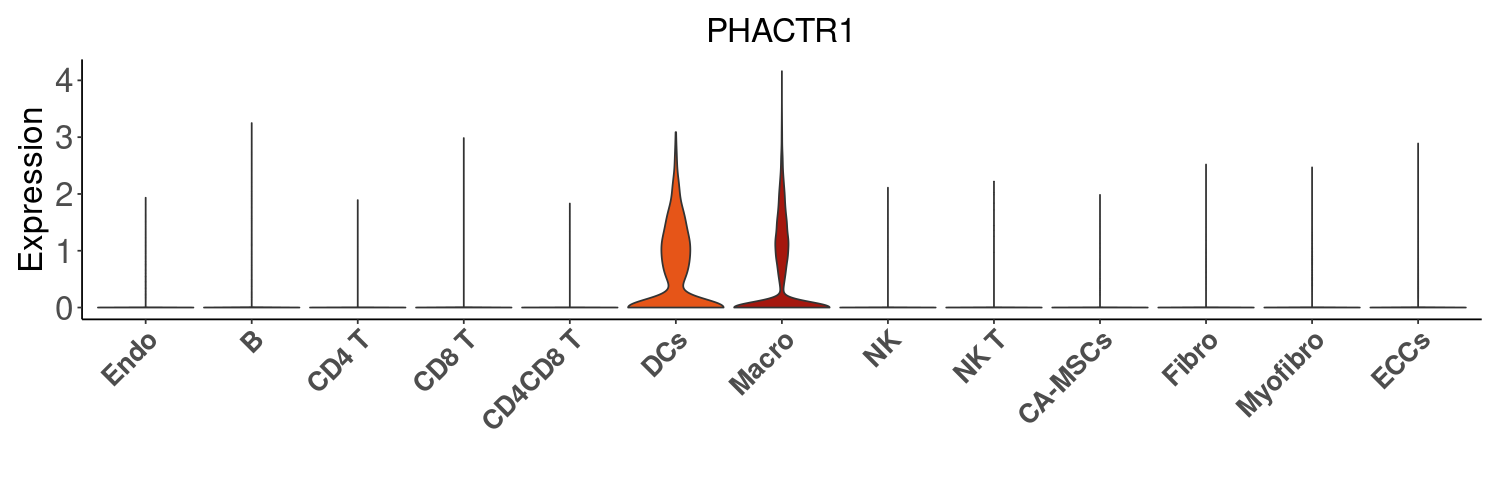 PHACTR1
Expression
4
3
2
1
0
Endo
B
CD4 T
CD8 T
CD4CD8 T
DCs
Macro
NK
NK T
CA-MSCs
Fibro
Myofibro
ECCs